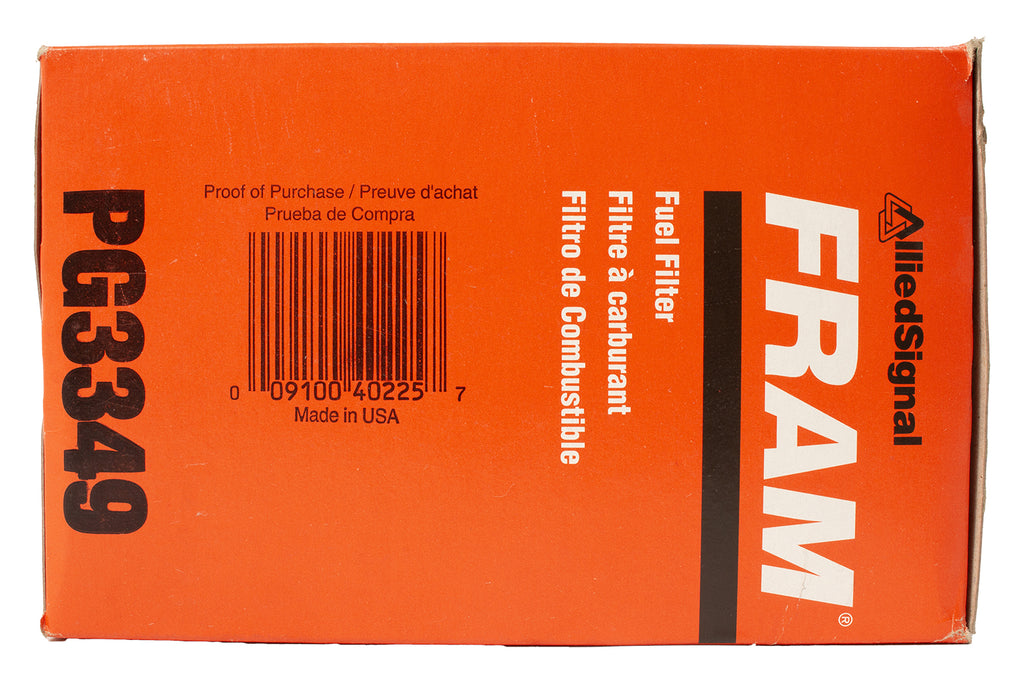 AlliedSignal
FRAM®
Fuel Filter
Filtre à carburant
Filtro de Combustible
Proof of Purchase / Preuve d'achat
Prueba de Compra
0 09100 40225 7
Made in USA
PG3349